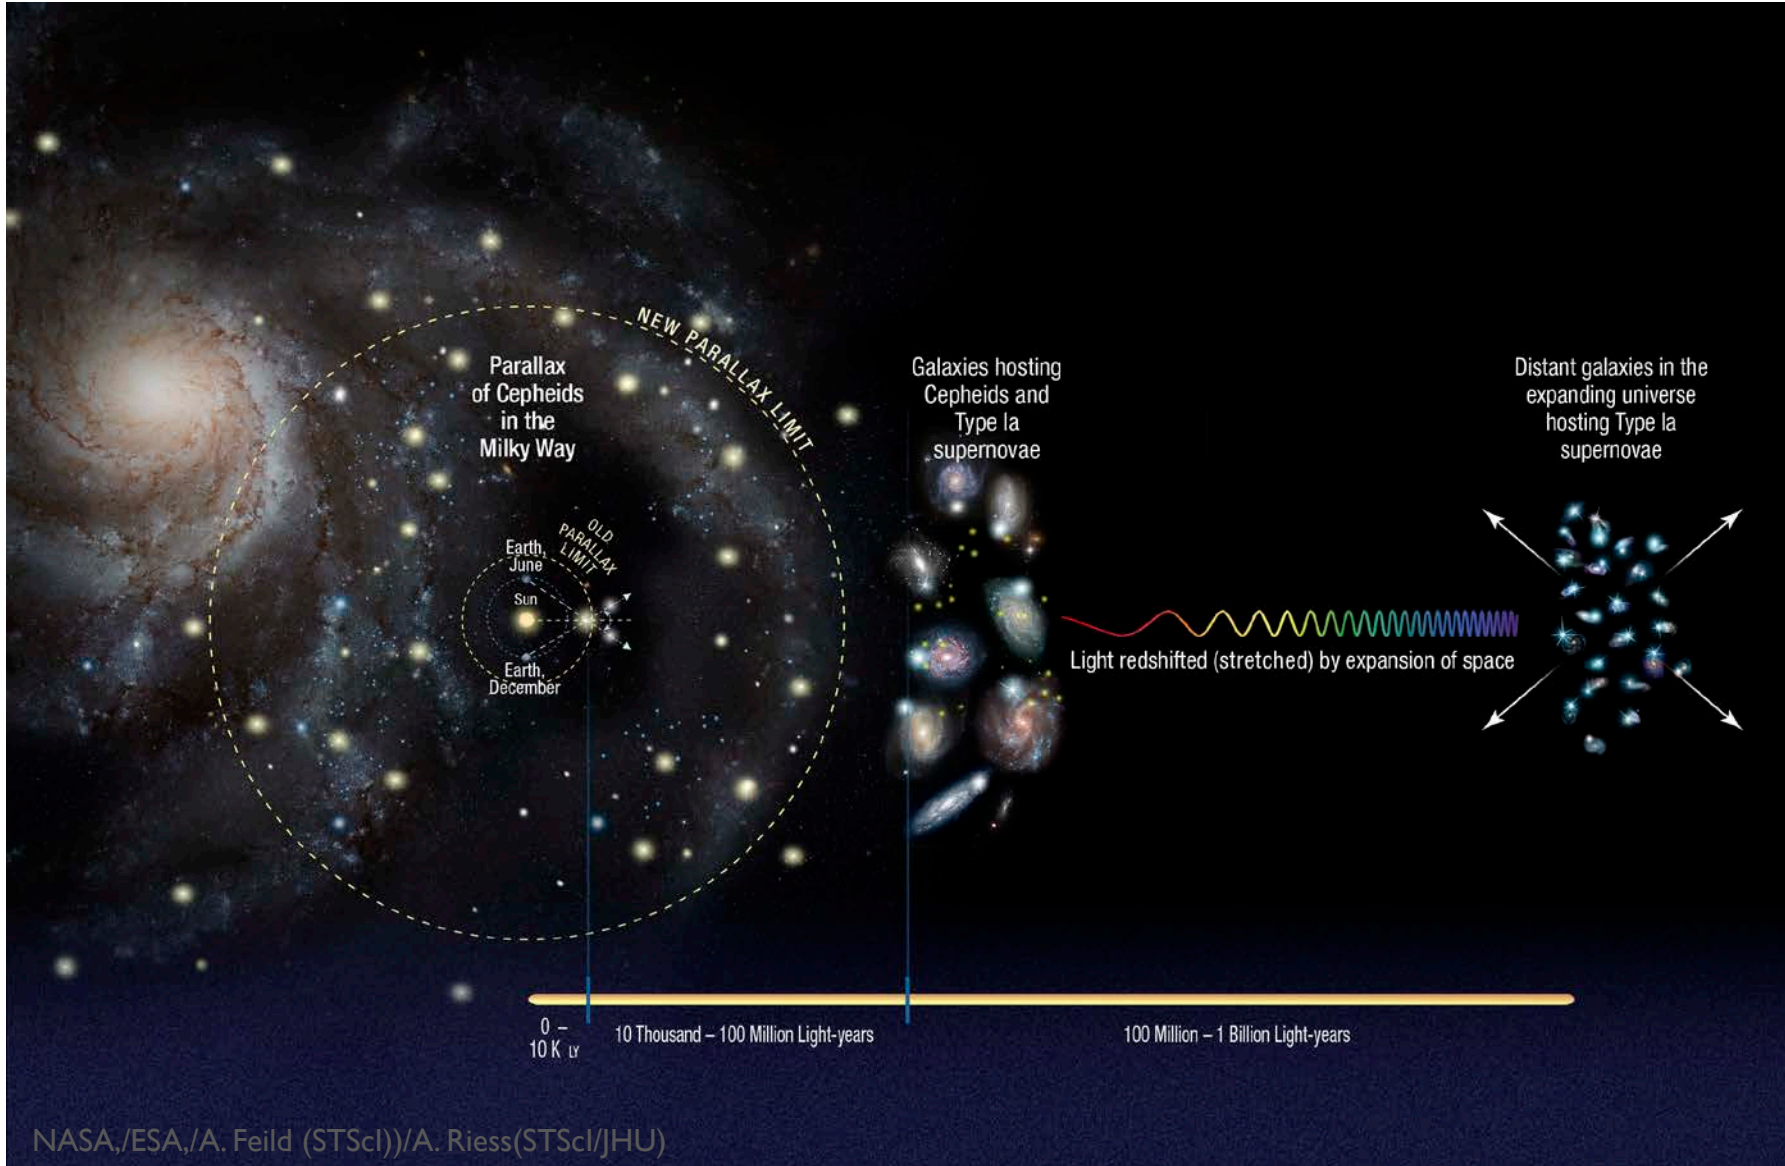 NEW PARALLAX LIMIT
Parallax
of Cepheids
in the
Milky Way
OLD
PARALLAX
LIMIT
Earth,
June
Sun
Earth,
December
Galaxies hosting
Cepheids and
Type Ia
supernovae
Light redshifted (stretched) by expansion of space
Distant galaxies in the
expanding universe
hosting Type Ia
supernovae
0 –
10 K LY
10 Thousand – 100 Million Light-years
100 Million – 1 Billion Light-years
NASA,/ESA,/A. Feild (STScI))/A. Riess(STScI/JHU)